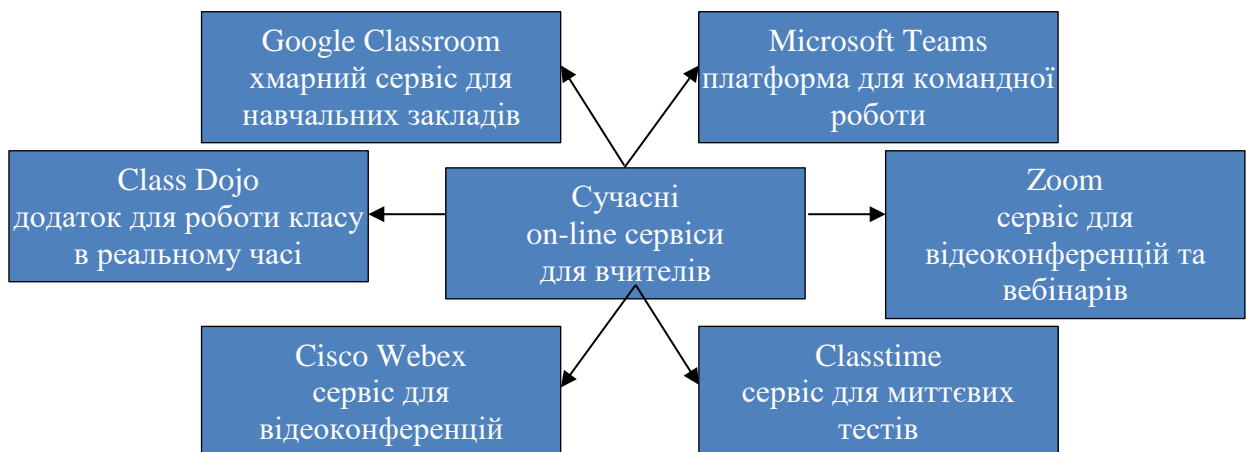 Google Classroom
хмарний сервіс для
навчальних закладів
Microsoft Teams
платформа для командної
роботи
Class Dojo
додаток для роботи класу
в реальному часі
Сучасні
on-line сервіси
для вчителів
Zoom
сервіс для
відеоконференцій та
вебінарів
Cisco Webex
сервіс для
відеоконференцій
Classtime
сервіс для миттєвих
тестів